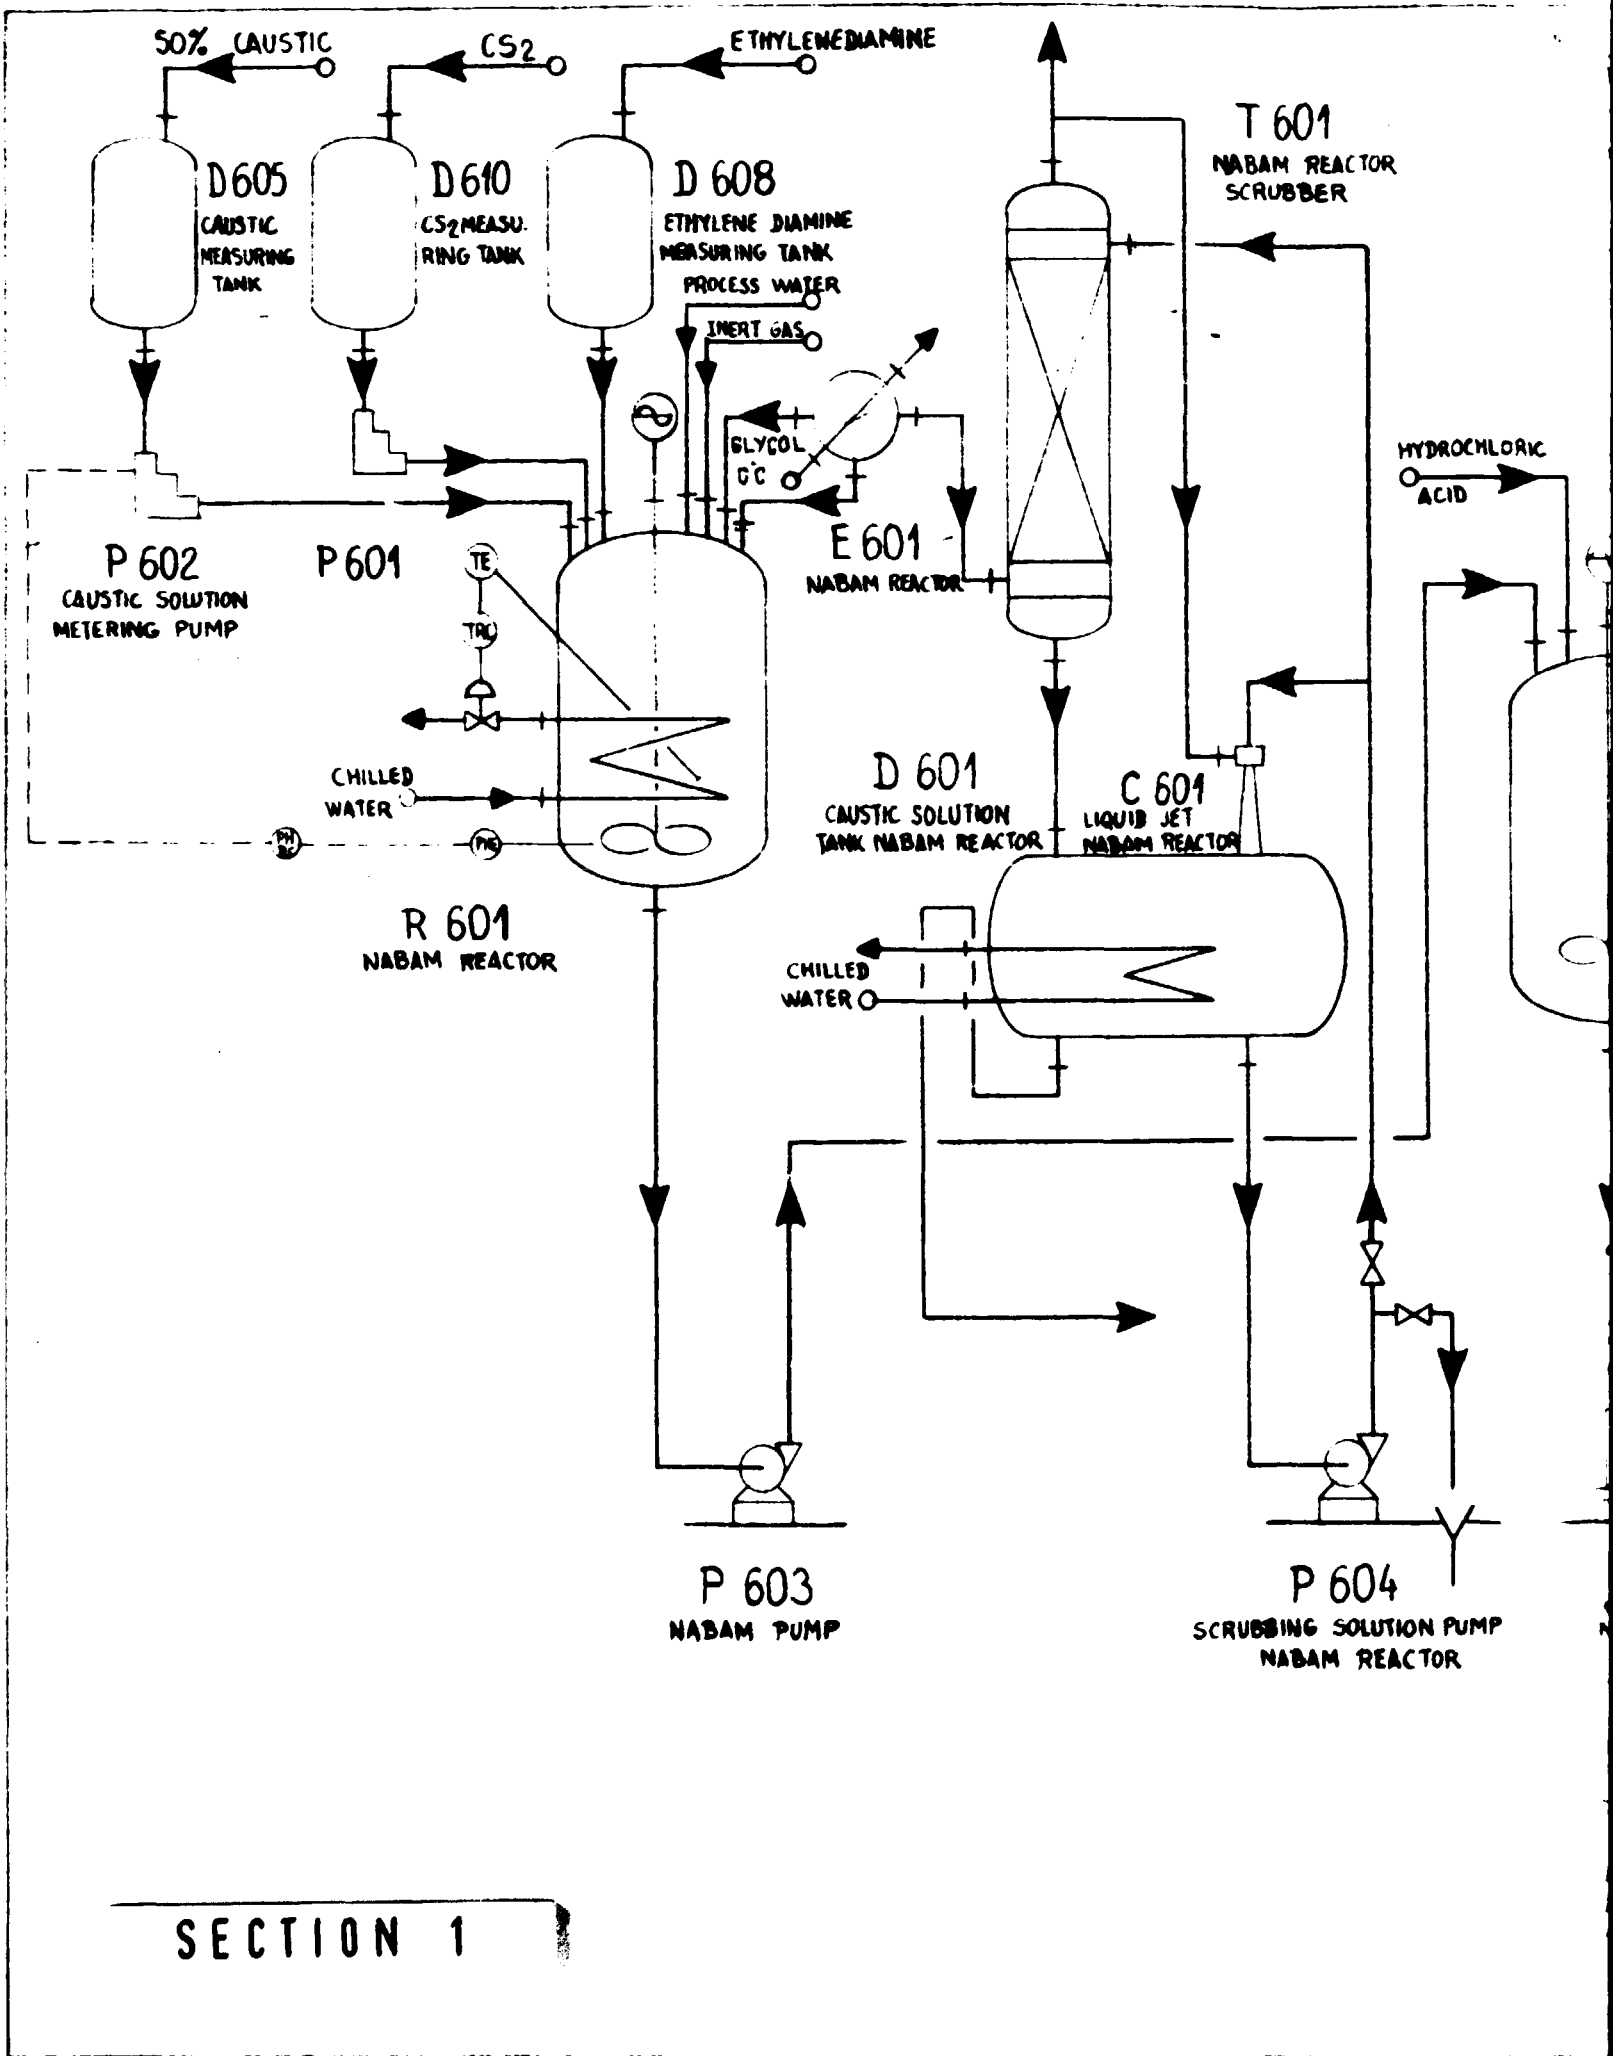 50% CAUSTIC
CS2
ETHYLENEDIAMINE
D605
CAUSTIC
MEASURING
TANK
D610
CS2 MEASU.
RING TANK
D 608
ETHYLENE DIAMINE
MEASURING TANK
PROCESS WATER
INERT GAS
T 601
NABAM REACTOR
SCRUBBER
GLYCOL
HYDROCHLORIC
ACID
P 602
CAUSTIC SOLUTION
METERING PUMP
P 601
TE
TRC
E 601
NABAM REACTOR
CHILLED
WATER
PH
R 601
NABAM REACTOR
D 601
CAUSTIC SOLUTION
TANK NABAM REACTOR
C 601
LIQUID JET
NABAM REACTOR
CHILLED
WATER
P 603
NABAM PUMP
P 604
SCRUBBING SOLUTION PUMP
NABAM REACTOR
SECTION 1